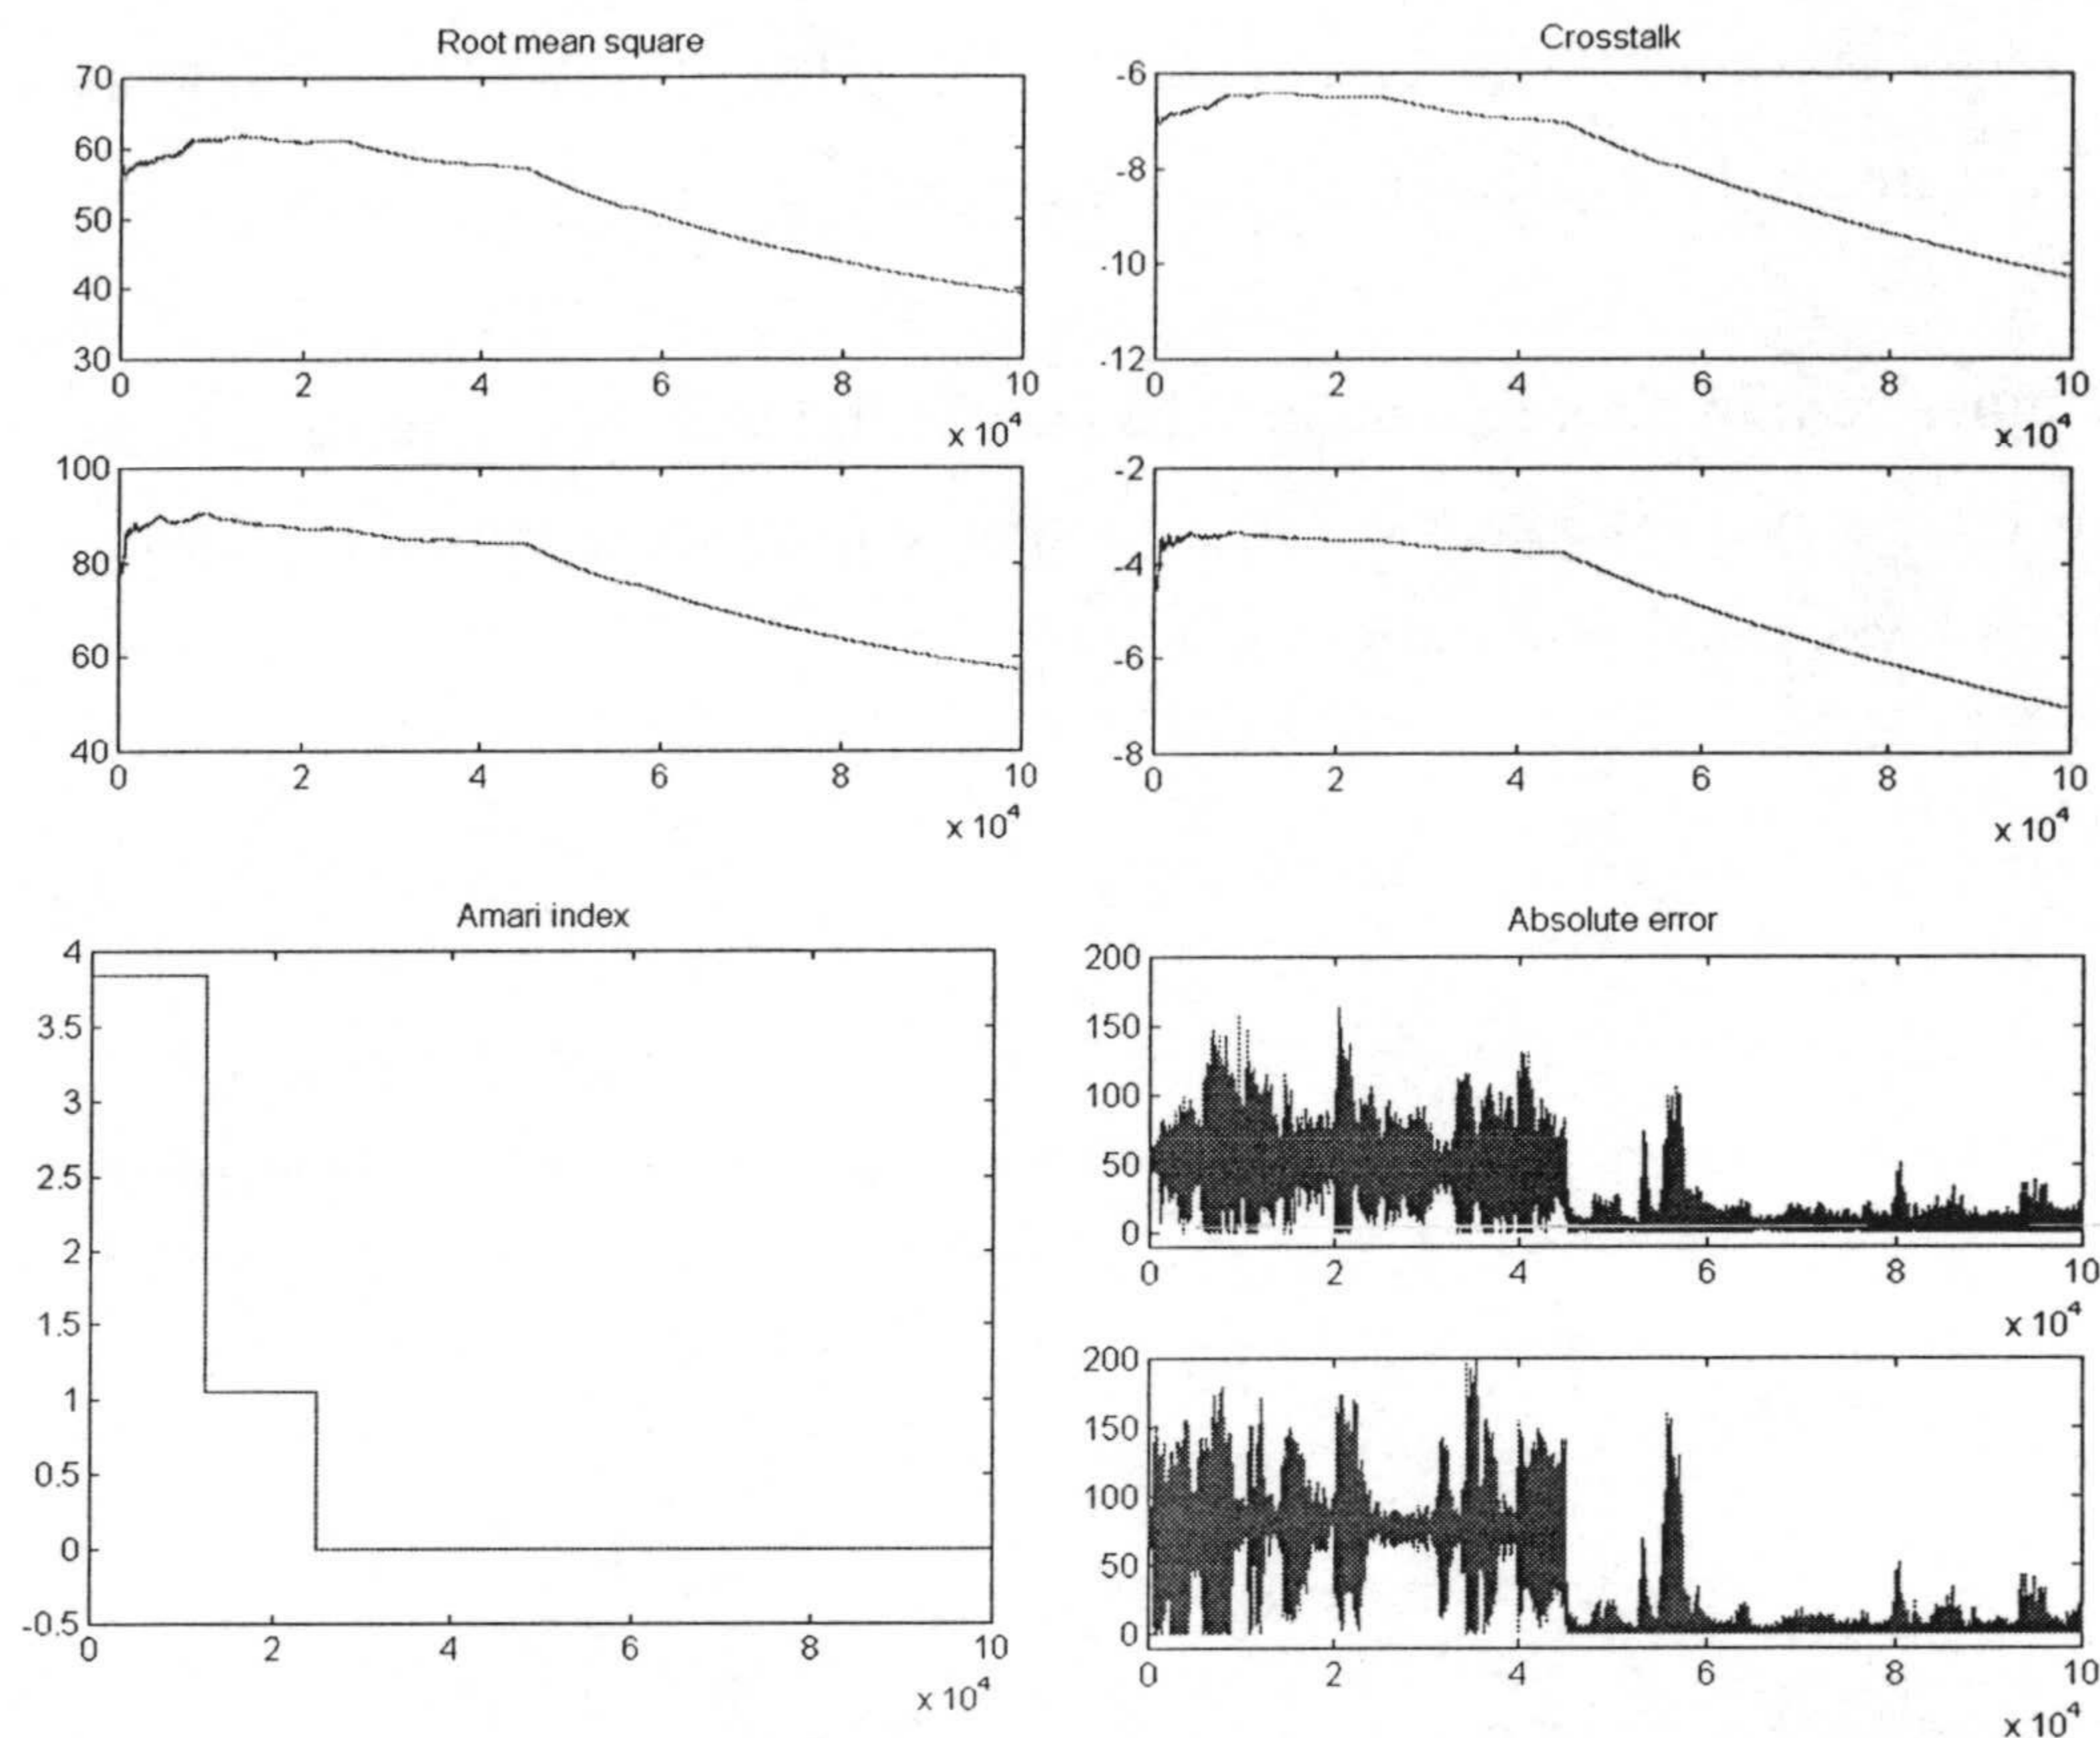 Root mean square
70
60
50
40
30
0 2 4 6 8 10
x 10⁴
100
80
60
40
0 2 4 6 8 10
x 10⁴
Crosstalk
-6
-8
-10
-12
0 2 4 6 8 10
x 10⁴
-2
-4
-6
-8
0 2 4 6 8 10
x 10⁴
Amari index
4
3.5
3
2.5
2
1.5
1
0.5
0
-0.5
0 2 4 6 8 10
x 10⁴
Absolute error
200
150
100
50
0
0 2 4 6 8 10
x 10⁴
200
150
100
50
0
0 2 4 6 8 10
x 10⁴